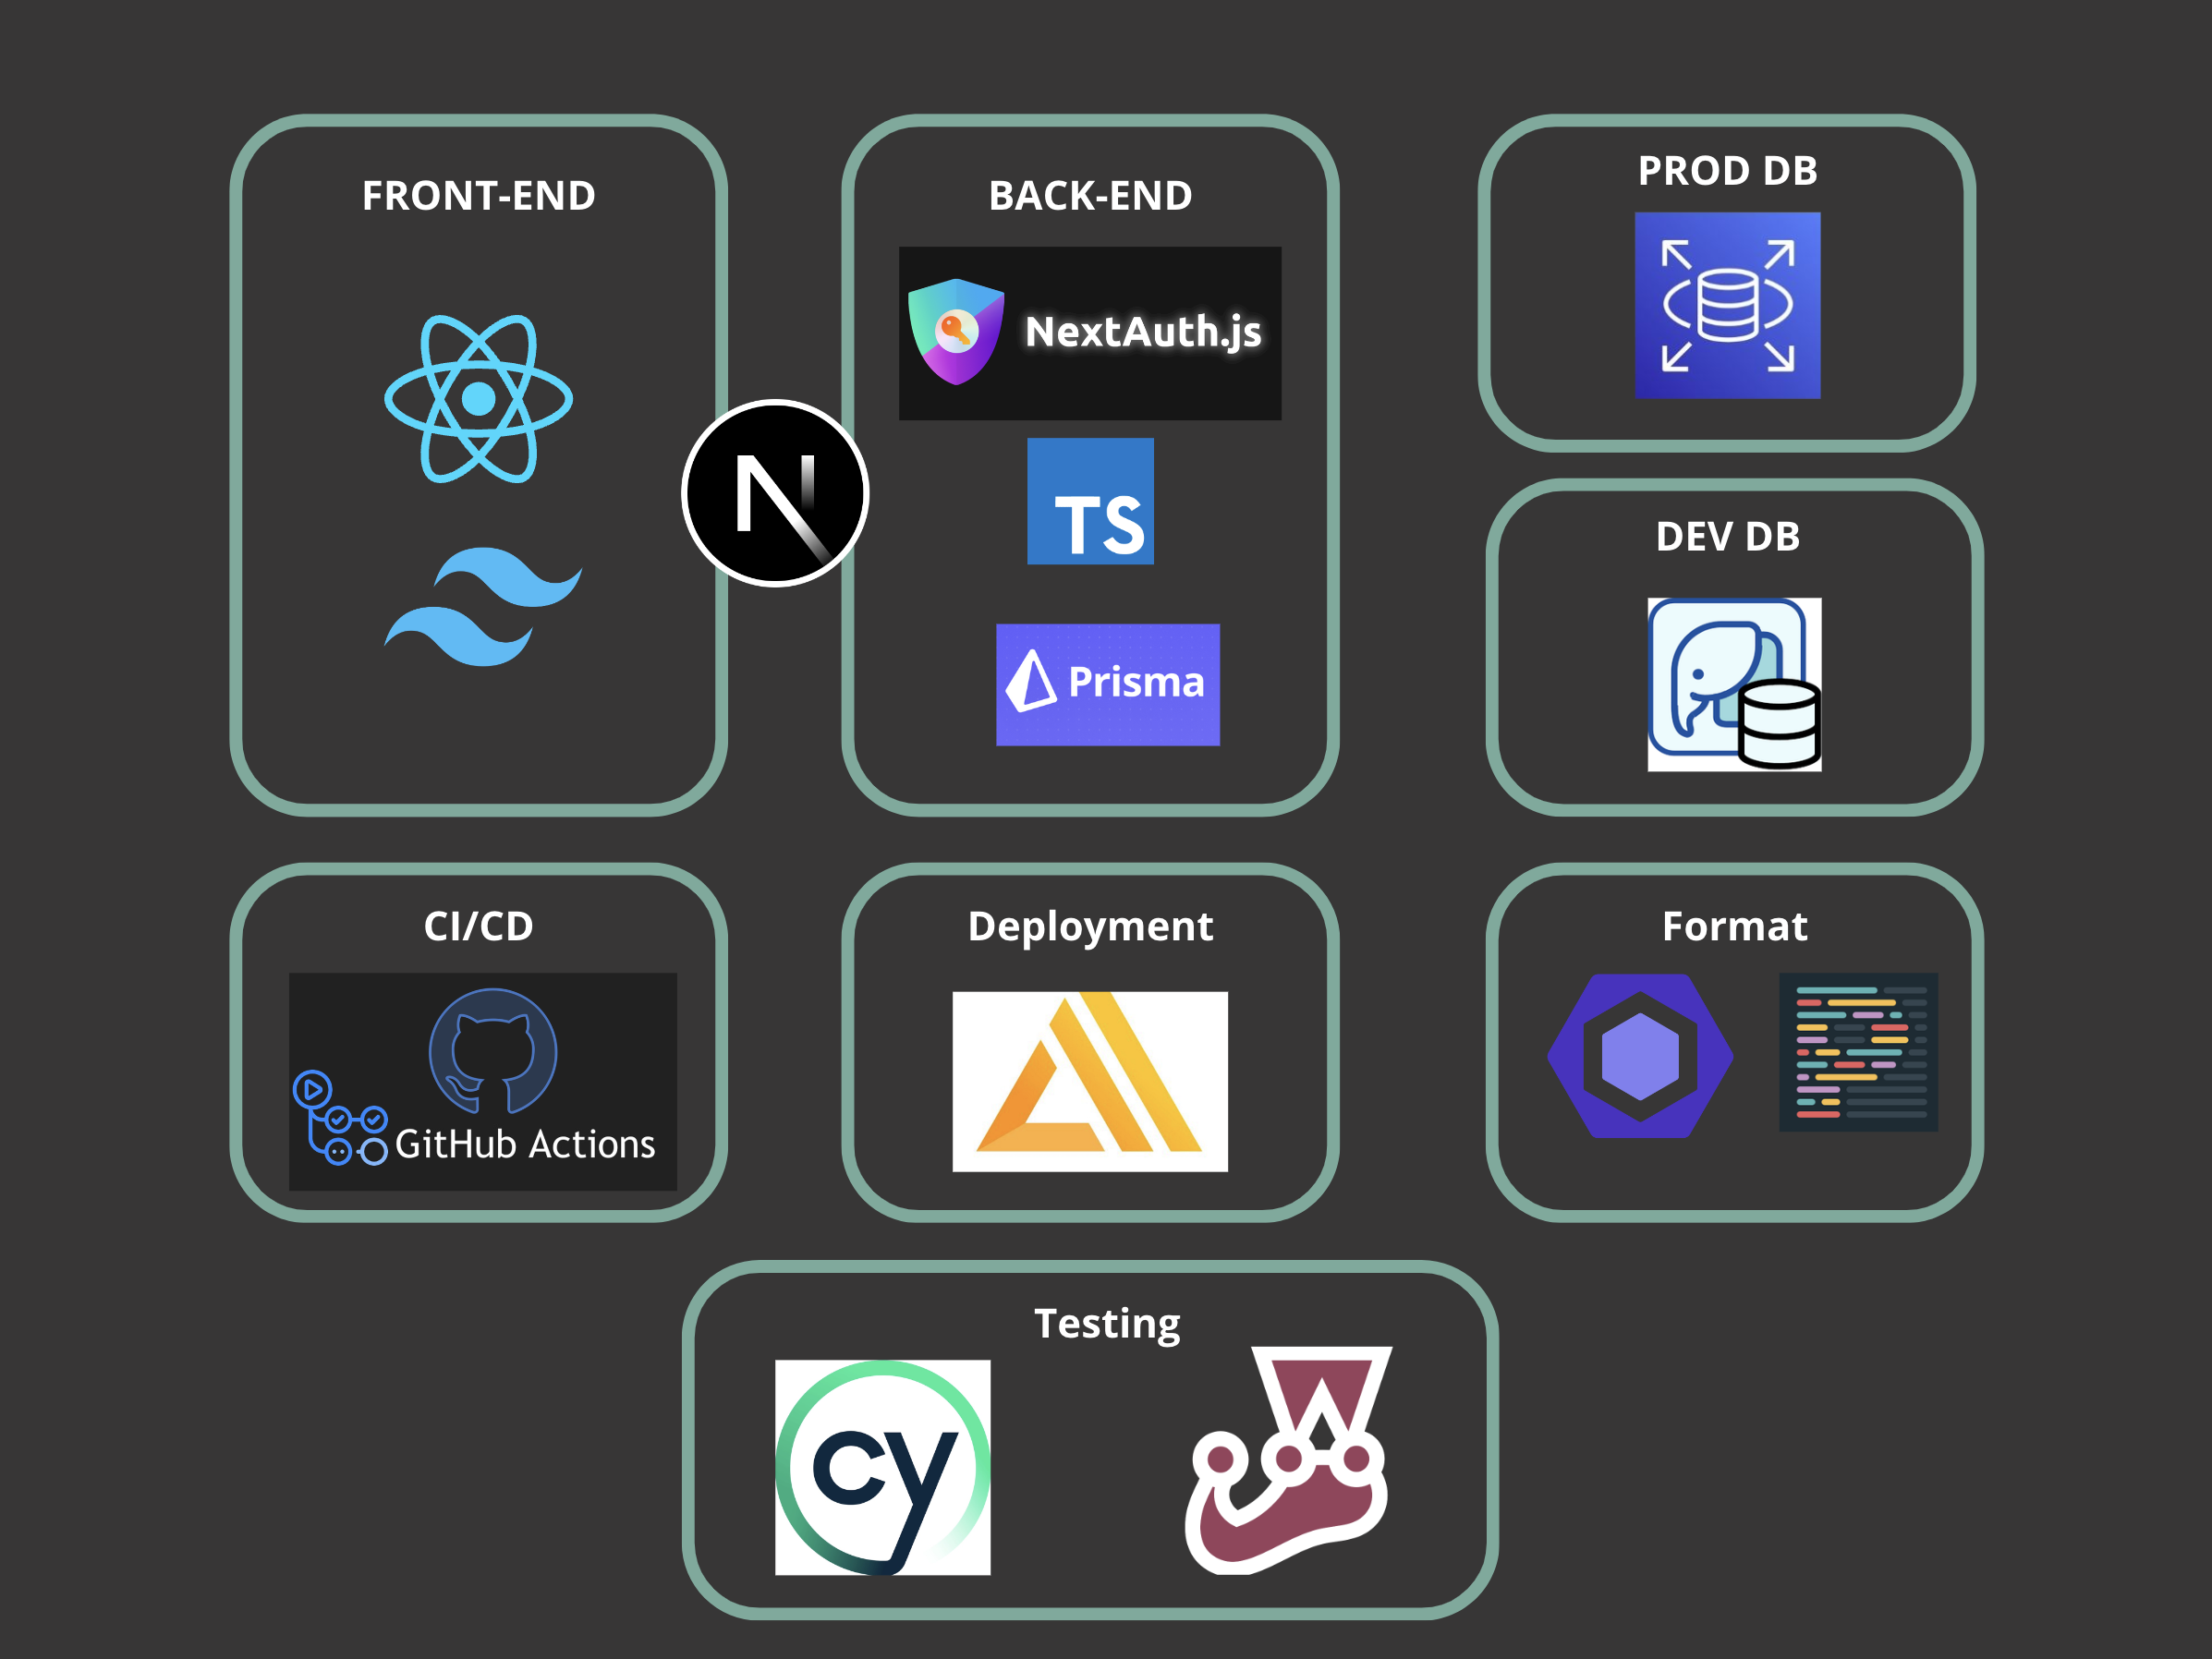 FRONT-END
BACK-END
NextAuth.js
TS
Prisma
PROD DB
DEV DB
N
CI/CD
GitHub Actions
Deployment
Format
Testing
cy